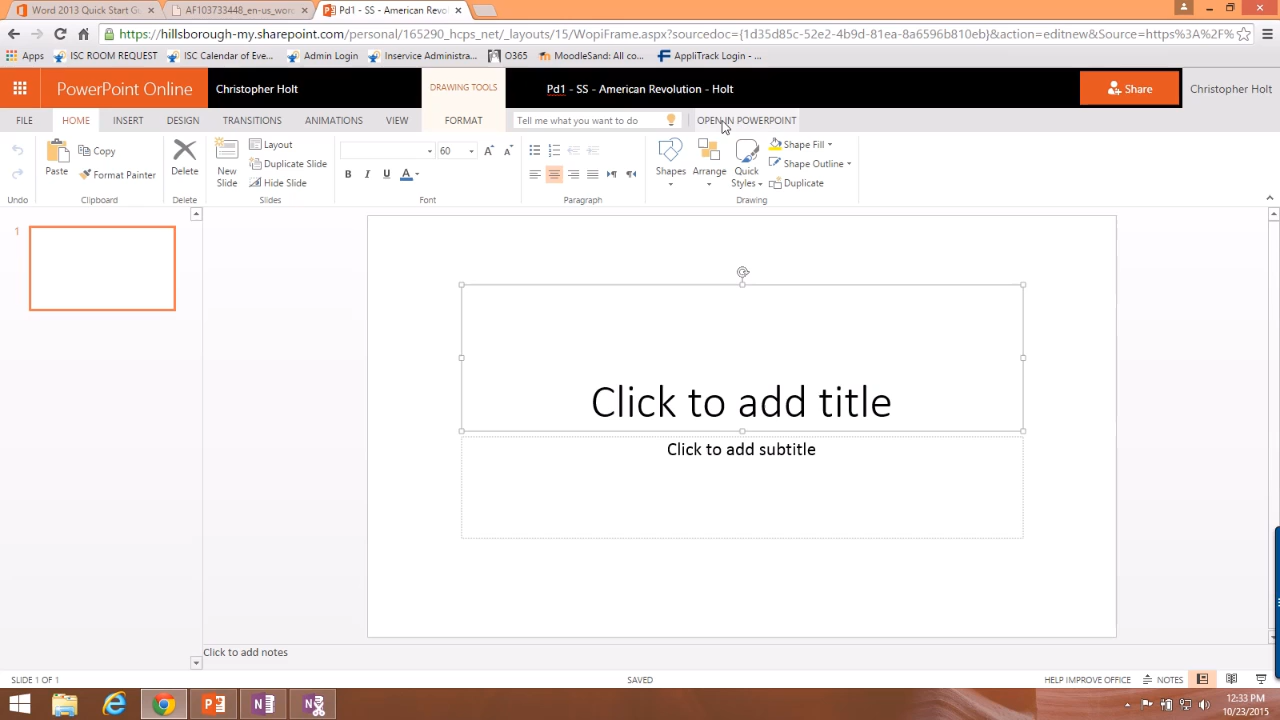 Word 2013 Quick Start G
AF103733448_en-us_wor
Pd1 - SS - American Revol
https://hillsborough-my.sharepoint.com/personal/165290_hcps_net/_layouts/15/WopiFrame.aspx?sourcedoc={1d35d85c-52e2-4b9d-81ea-8a6596b810eb}&action=editnew&Source=https%3A%2F%
Apps ISC ROOM REQUEST ISC Calendar of Eve... Admin Login Inservice Administra... O365 MoodleSand: All co... AppliTrack Login - ...
PowerPoint Online Christopher Holt DRAWING TOOLS Pd1 - SS - American Revolution - Holt Share Christopher Holt
FILE HOME INSERT DESIGN TRANSITIONS ANIMATIONS VIEW FORMAT Tell me what you want to do OPEN IN POWERPOINT
Paste Copy Format Painter Delete New Slide Layout Duplicate Slide Hide Slide 60 B I U A Shapes Arrange Quick Styles Shape Fill Shape Outline Duplicate
Undo Clipboard Delete Slides Font Paragraph Drawing
1
Click to add title
Click to add subtitle
Click to add notes
SLIDE 1 OF 1 SAVED HELP IMPROVE OFFICE NOTES
12:33 PM
10/23/2015